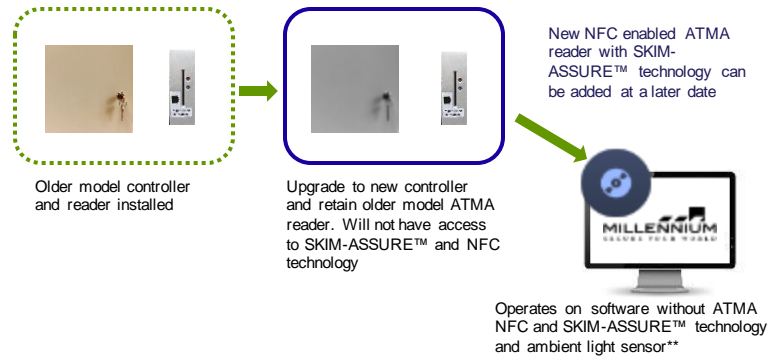 New NFC enabled ATMA
reader with SKIM-
ASSURE™ technology can
be added at a later date
Older model controller
and reader installed
Upgrade to new controller
and retain older model ATMA
reader. Will not have access
to SKIM-ASSURE™ and NFC
technology
MILLENNIUM
SECURE YOUR WORLD
Operates on software without ATMA
NFC and SKIM-ASSURE™ technology
and ambient light sensor**